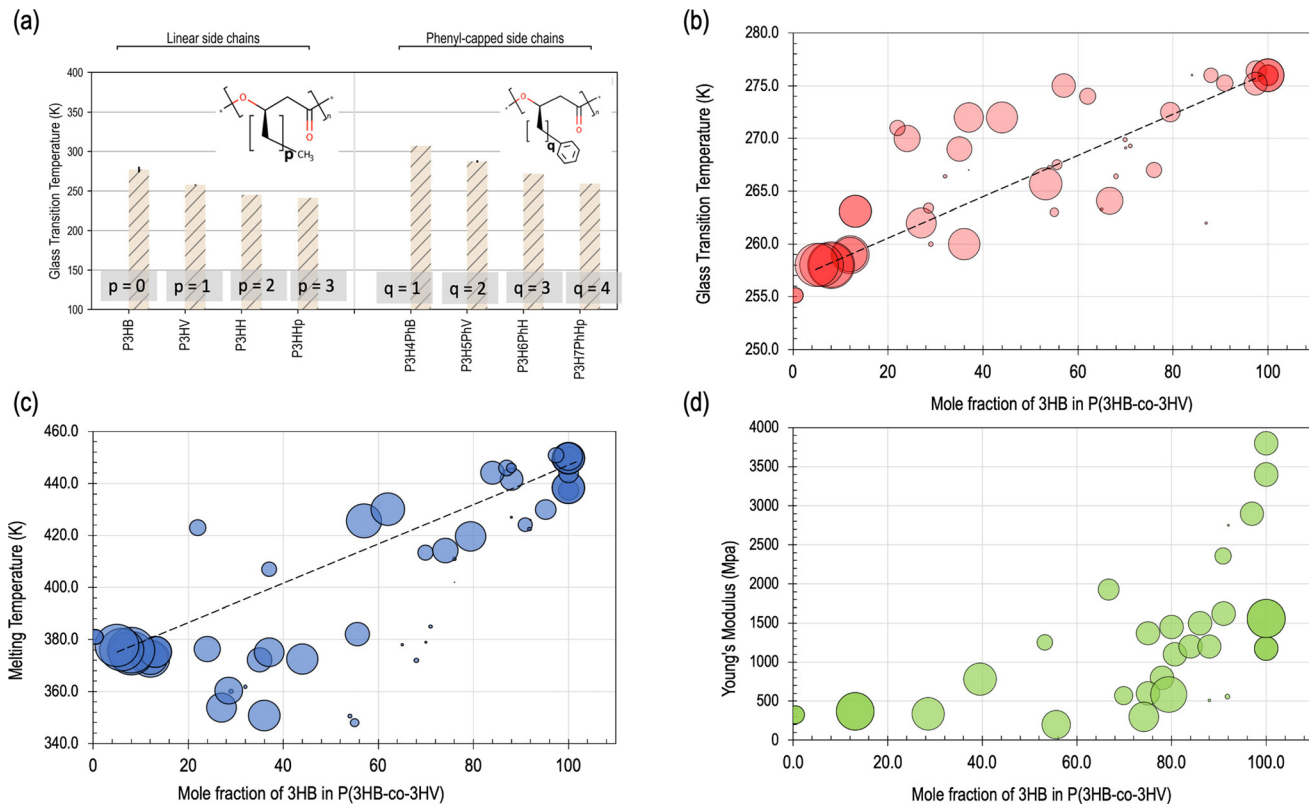 (a)
Linear side chains
Phenyl-capped side chains
Glass Transition Temperature (K)
400
350
300
250
200
150
100
O
O
n
p
CH3
O
O
n
q
p = 0
p = 1
p = 2
p = 3
q = 1
q = 2
q = 3
q = 4
P3HB
P3HV
P3HH
P3HHp
P3H4PhB
P3H5PhV
P3H6PhH
P3H7PhHp
(b)
Glass Transition Temperature (K)
280.0
275.0
270.0
265.0
260.0
255.0
250.0
0 20 40 60 80 100
Mole fraction of 3HB in P(3HB-co-3HV)
(c)
Melting Temperature (K)
460.0
440.0
420.0
400.0
380.0
360.0
340.0
0 20 40 60 80 100
Mole fraction of 3HB in P(3HB-co-3HV)
(d)
Young's Modulus (Mpa)
4000
3500
3000
2500
2000
1500
1000
500
0
0.0 20.0 40.0 60.0 80.0 100.0
Mole fraction of 3HB in P(3HB-co-3HV)